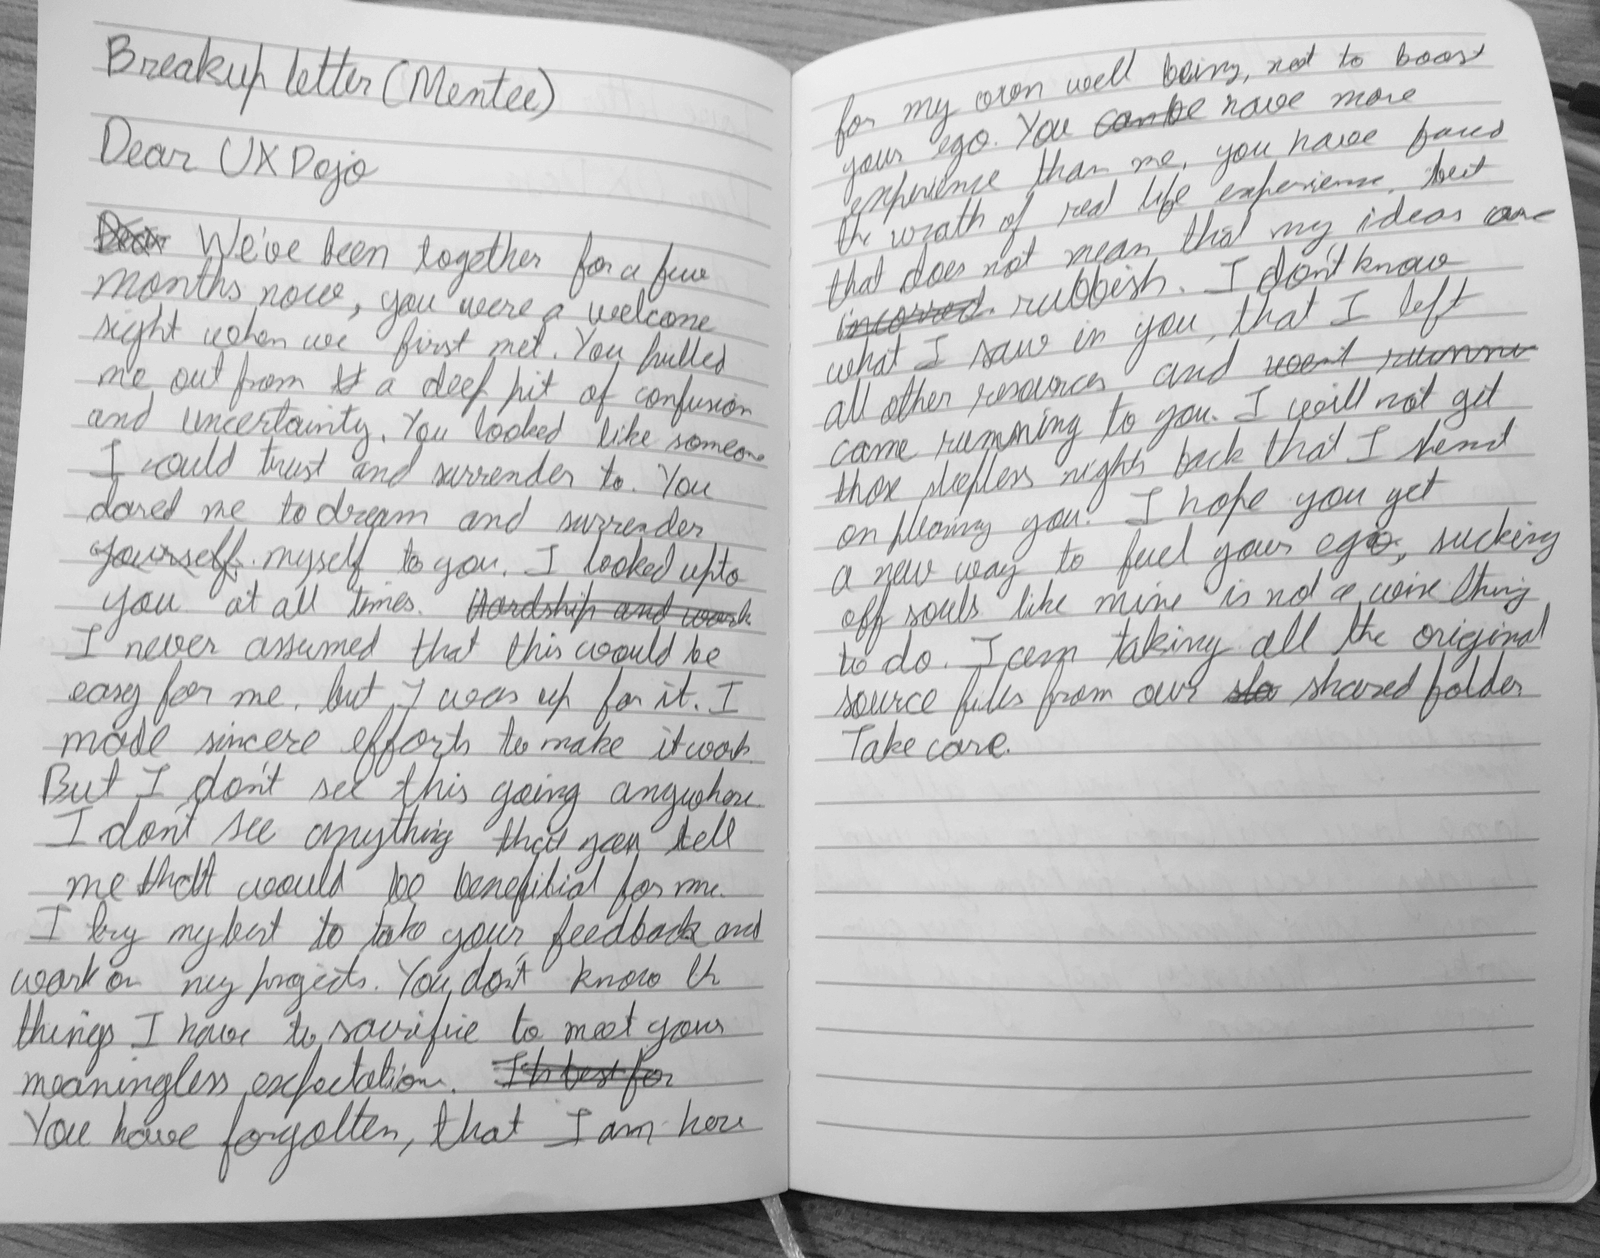 Breakup letter (Mentee)
Dear UX Dojo
Dear We've been together for a few
months now, you were a welcome
sight when we first met. You pulled
me out from a deep pit of confusion
and uncertainity. You looked like someone
I could trust and surrender to. You
dared me to dream and surrender
yourself. myself to you. I looked upto
you at all times. Hardship and work
I never assumed that this would be
easy for me, but I was up for it. I
made sincere efforts to make it work.
But I don't see this going anywhere.
I don't see anything that you tell
me that would be benefitial for me.
I try my best to take your feedback and
work on my projects. You don't know th
things I have to sacrifice to meet your
meaningless expectation. Its best for
You have forgotten, that I am here
for my own well being, not to boost
your ego. You can be have more
experience than me, you have faced
the wrath of real life experience, but
that does not mean that my ideas are
incorrect. rubbish. I don't know
what I saw in you, that I left
all other resources and went runnin
came running to you. I will not get
those sleepless nights back that I spend
on pleasing you. I hope you get
a new way to fuel your ego, sucking
off souls like mine is not a wise thing
to do. I am taking all the original
source files from our shared folder
Take care.